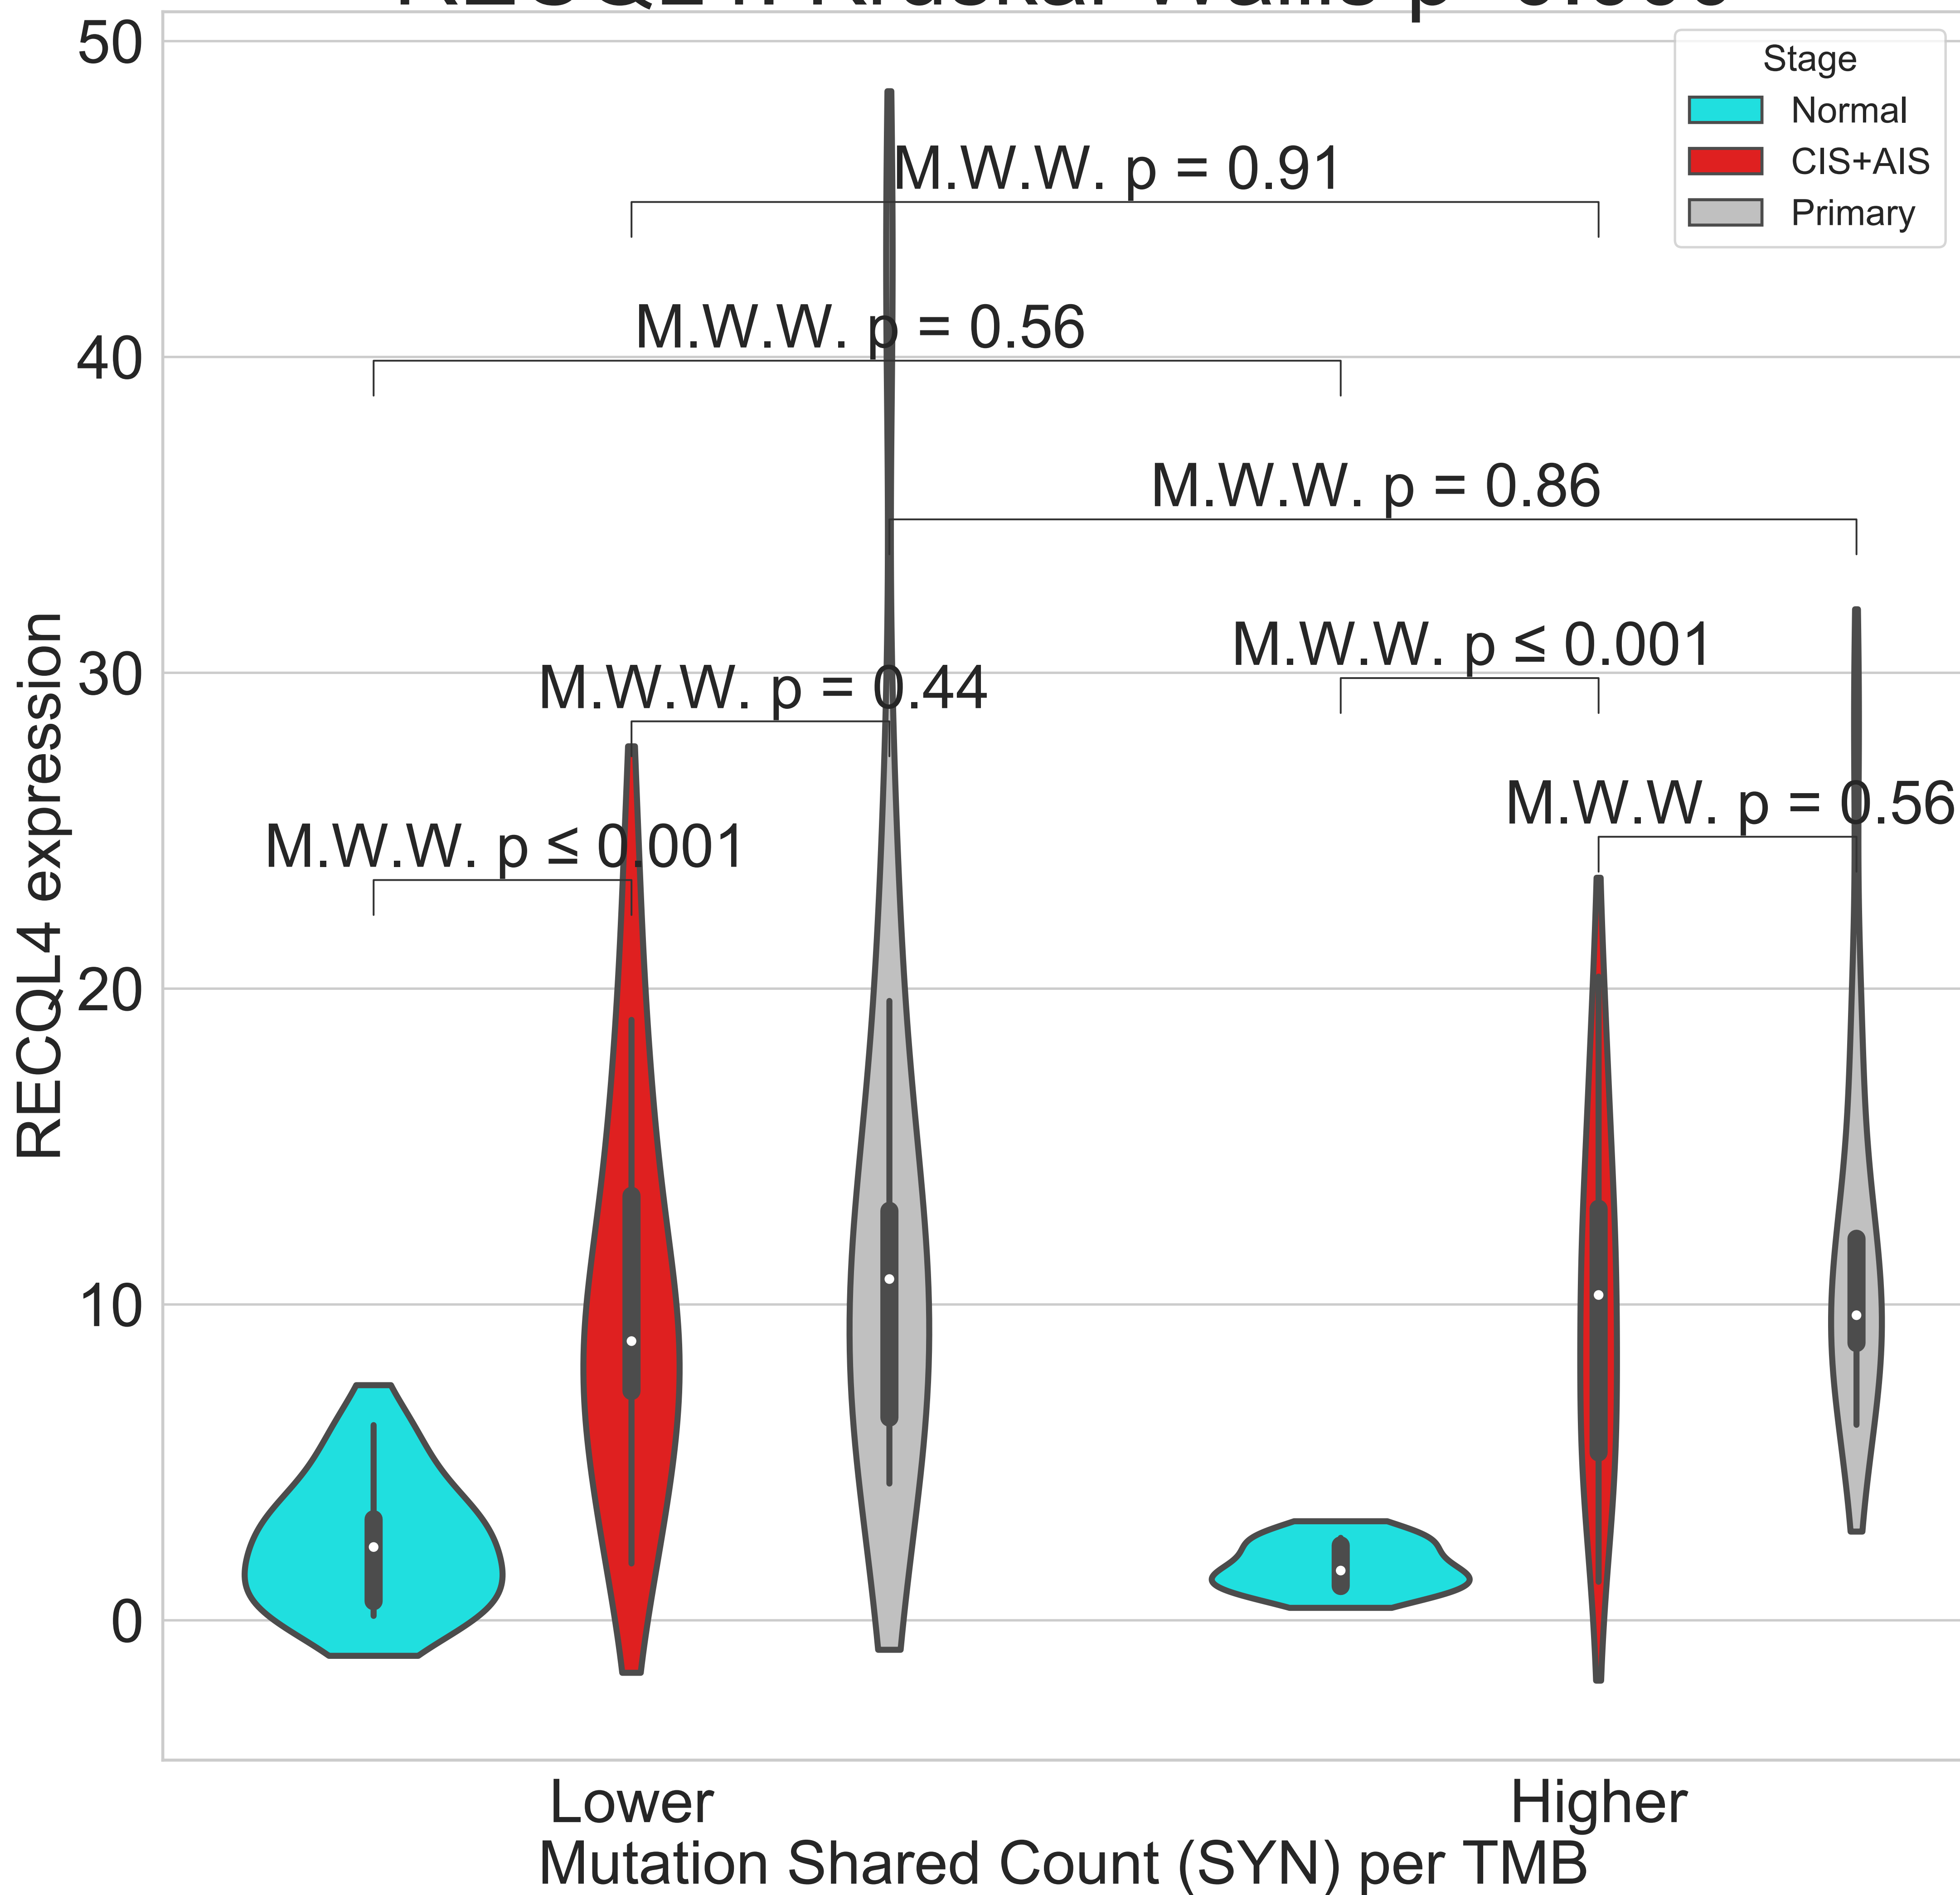 50
Stage
Normal
CIS+AIS
Primary
M.W.W. p = 0.91
M.W.W. p = 0.56
40
M.W.W. p = 0.86
M.W.W. p ≤ 0.001
30
M.W.W. p = 0.44
M.W.W. p = 0.56
M.W.W. p ≤ 0.001
RECQL4 expression
20
10
0
Lower
Higher
Mutation Shared Count (SYN) per TMB